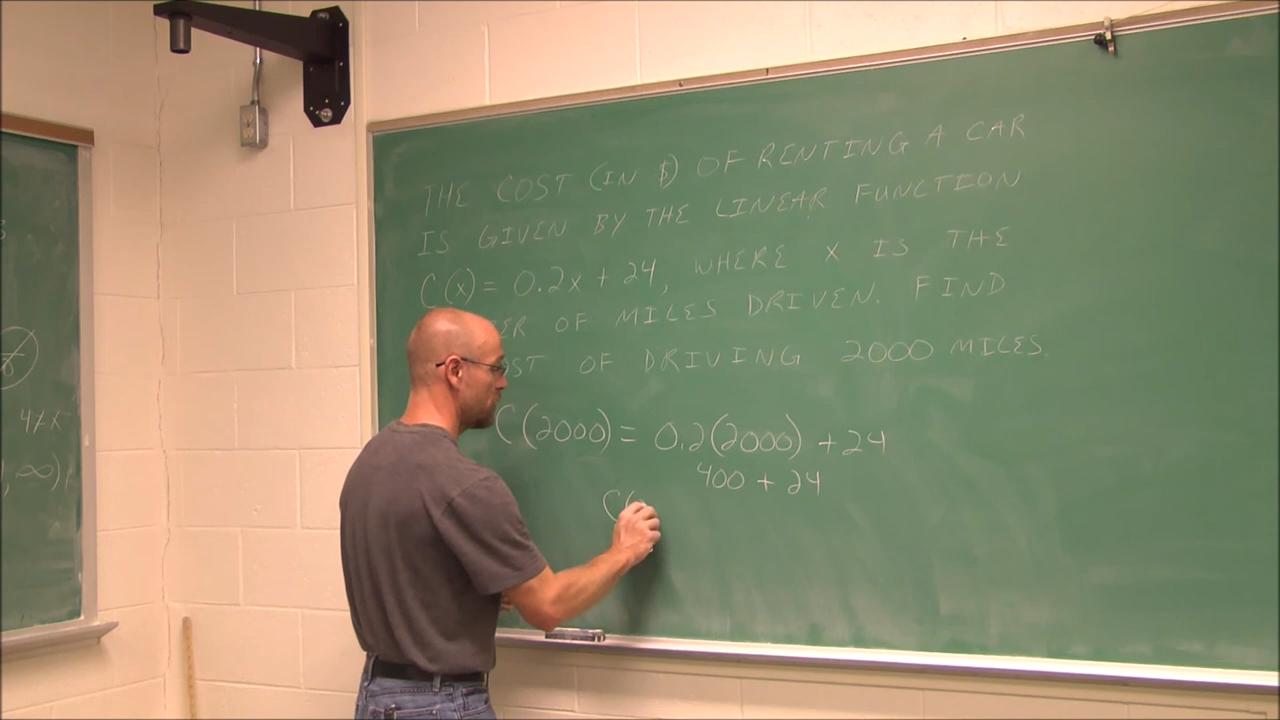 THE COST (IN $) OF RENTING A CAR
IS GIVEN BY THE LINEAR FUNCTION
C(x) = 0.2x + 24, WHERE X IS THE
OF MILES DRIVEN. FIND
OF DRIVING 2000 MILES.
C(2000) = 0.2(2000) + 24
400 + 24
C(